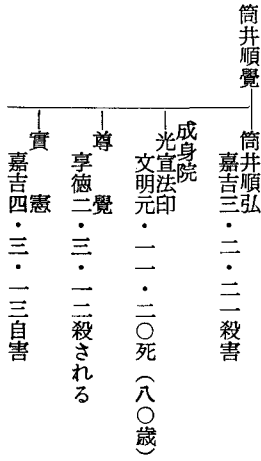 筒井順覺
筒井順弘
嘉吉三・二・二一殺害
成身院
光宣法印
文明元・一一・二〇死（八〇歳）
尊覺
享德二・三・一二殺される
實憲
嘉吉四・三・一三自害